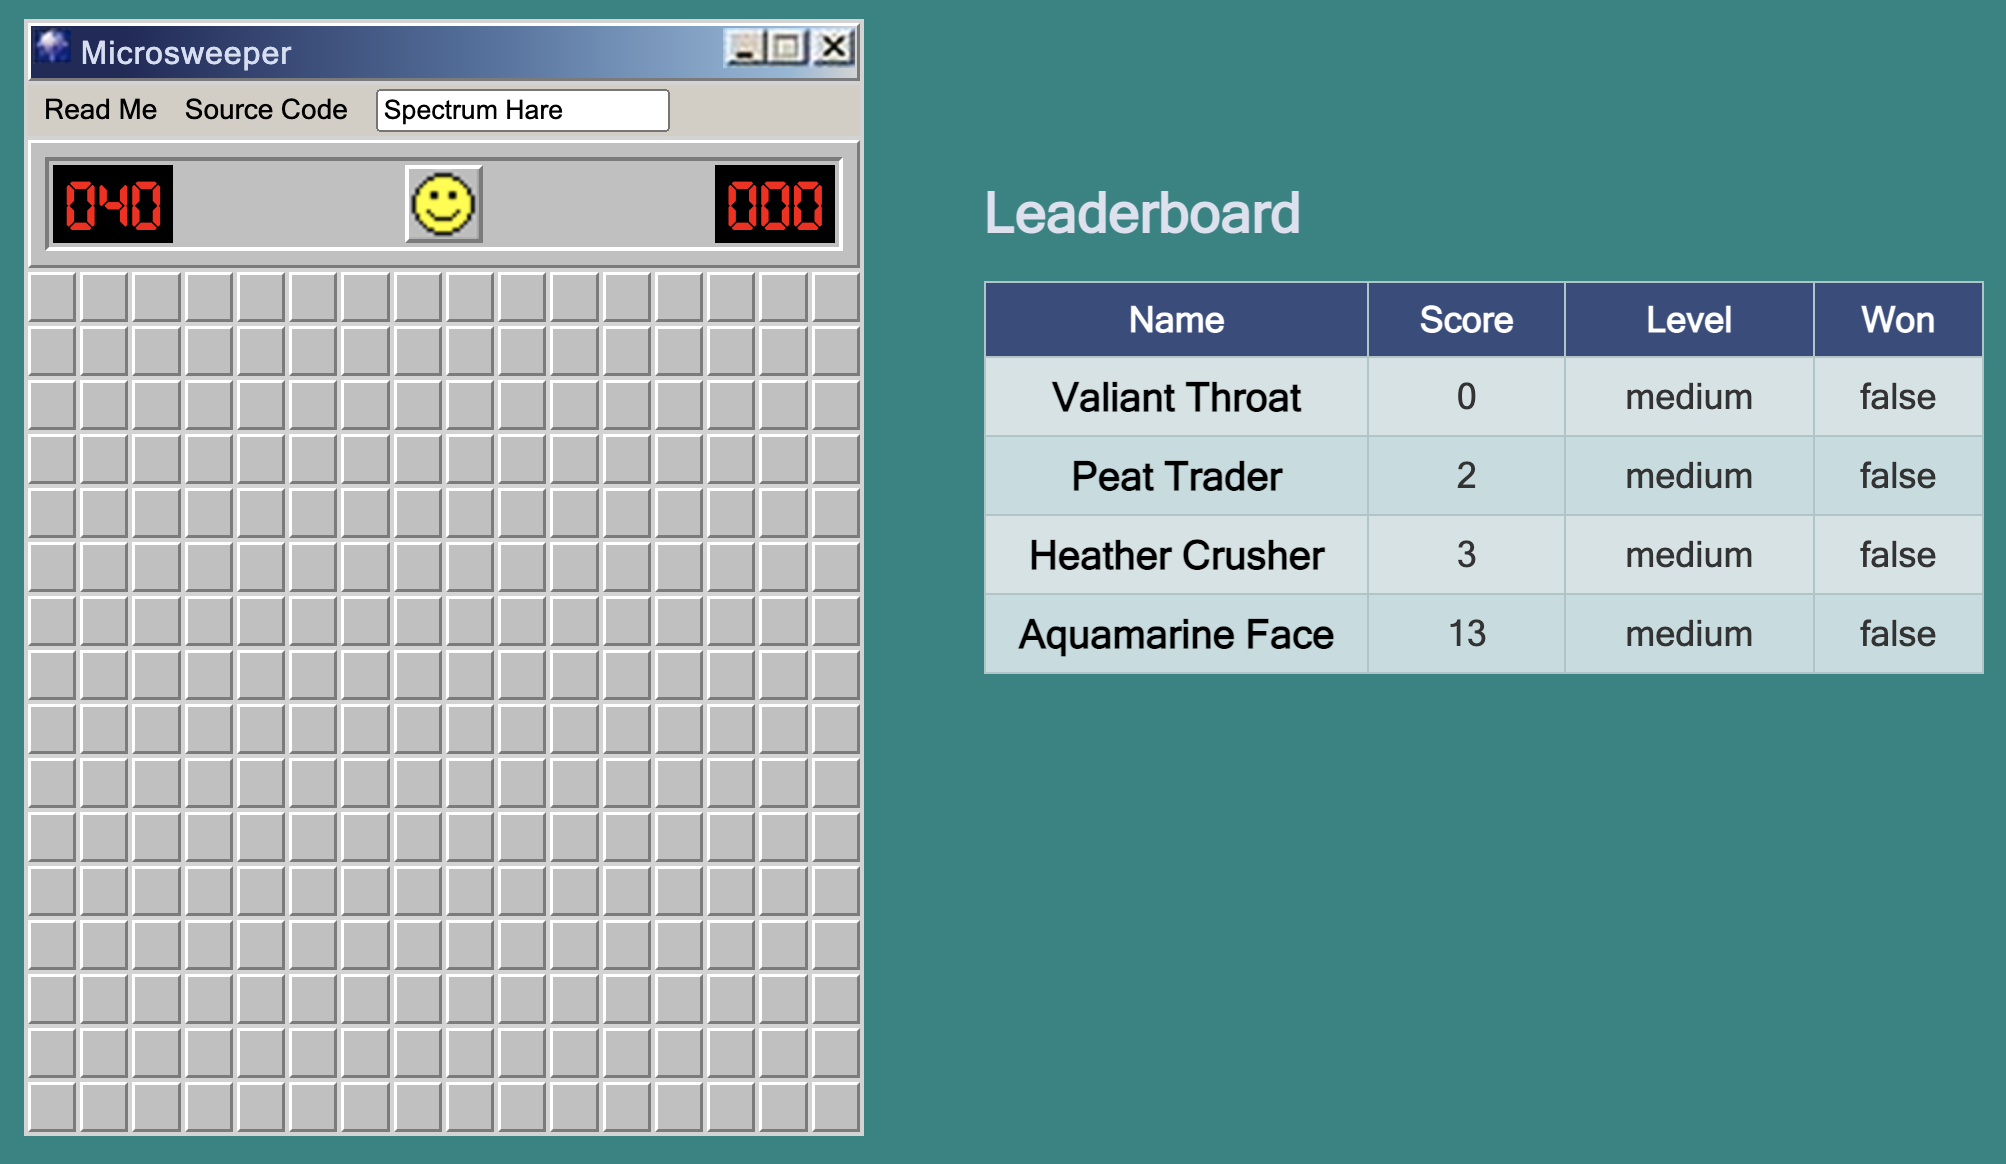 Microsweeper
Read Me Source Code Spectrum Hare
040 000
Leaderboard
Name Score Level Won
Valiant Throat 0 medium false
Peat Trader 2 medium false
Heather Crusher 3 medium false
Aquamarine Face 13 medium false